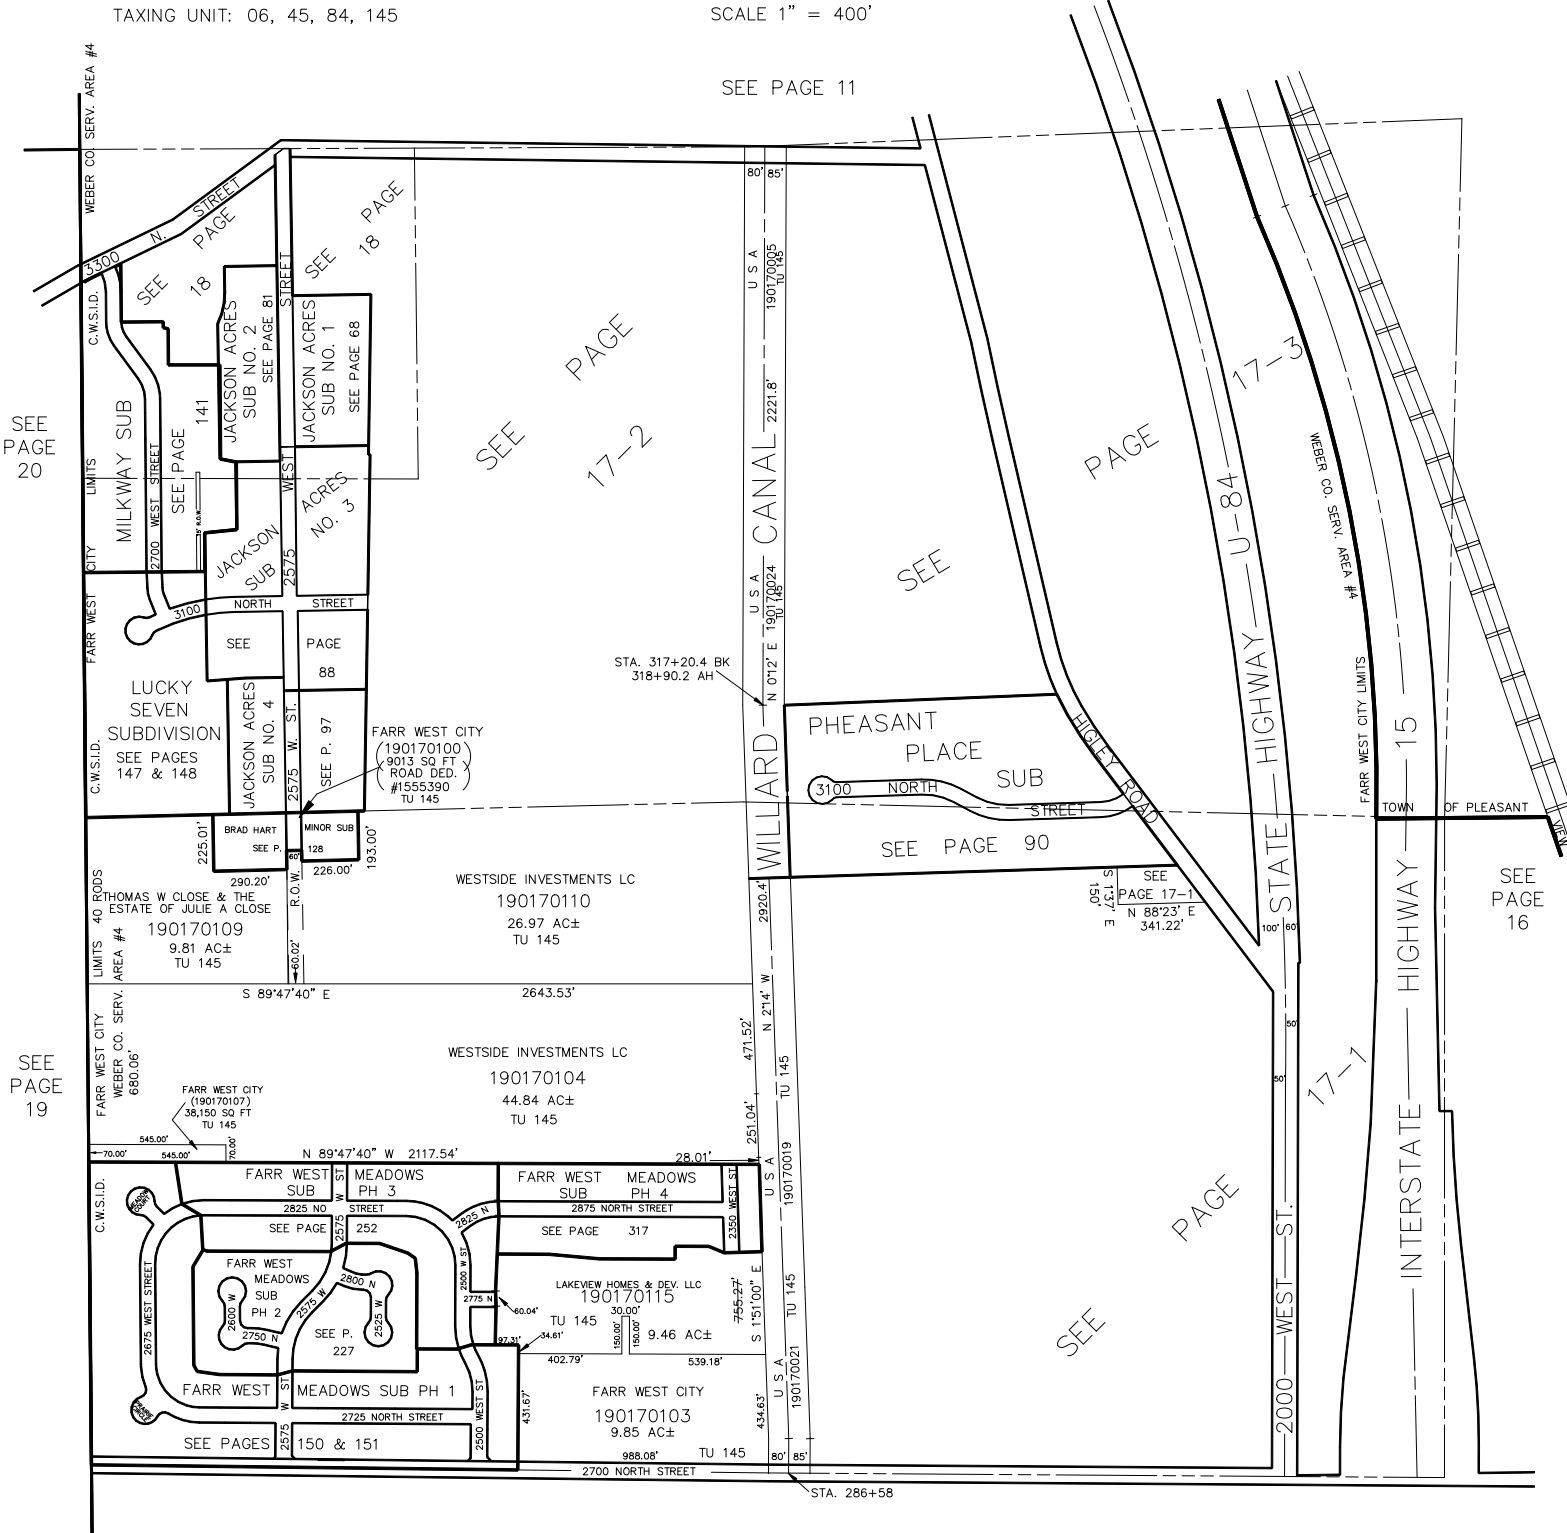 TAXING UNIT: 06, 45, 84, 145
SCALE 1" = 400'
SEE PAGE 11
WEBER CO. SERV. AREA #4
3300 N. STREET
SEE PAGE
18
SEE PAGE
18
80' 85'
USA
190170005
TU 145
C.W.S.I.D.
JACKSON ACRES
SUB NO. 2
SEE PAGE 81
STREET
JACKSON ACRES
SUB NO. 1
SEE PAGE 68
SEE PAGE
17-2
PAGE
17-3
SEE
PAGE
20
MILKWAY SUB
2700 WEST STREET
SEE PAGE
141
15' R.O.W.
CITY LIMITS
WEST
2575
JACKSON ACRES
SUB NO. 3
2221.8'
WILLARD CANAL
USA
190170024
TU 145
N 0°12' E
SEE
STATE HIGHWAY U-84
WEBER CO. SERV. AREA #4
FARR WEST
3100 NORTH STREET
SEE PAGE
88
STA. 317+20.4 BK
318+90.2 AH
LUCKY
SEVEN
SUBDIVISION
SEE PAGES
147 & 148
C.W.S.I.D.
JACKSON ACRES
SUB NO. 4
2575 W. ST.
SEE P. 97
FARR WEST CITY
(190170100)
9013 SQ FT
ROAD DED.
#1555390
TU 145
PHEASANT
PLACE
SUB
3100 NORTH STREET
SEE PAGE 90
HIGLEY ROAD
FARR WEST CITY LIMITS
INTERSTATE HIGHWAY 15
TOWN OF PLEASANT
VIEW
225.01'
BRAD HART MINOR SUB
SEE P. 128
60'
193.00'
290.20'
226.00'
R.O.W.
60.02'
LIMITS 40 RODS
THOMAS W CLOSE & THE
ESTATE OF JULIE A CLOSE
190170109
9.81 AC±
TU 145
WESTSIDE INVESTMENTS LC
190170110
26.97 AC±
TU 145
2920.4'
S 1°37' E
150'
SEE
PAGE 17-1
N 88°23' E
341.22'
100' 60'
SEE
PAGE
16
S 89°47'40" E 2643.53'
N 2°14' W
50'
50'
17-1
SEE
PAGE
19
FARR WEST CITY
WEBER CO. SERV. AREA #4
680.06'
WESTSIDE INVESTMENTS LC
190170104
44.84 AC±
TU 145
471.52'
251.04'
TU 145
FARR WEST CITY
(190170107)
38,150 SQ FT
TU 145
545.00'
70.00' 545.00'
70.00'
N 89°47'40" W 2117.54'
28.01'
USA
190170019
C.W.S.I.D.
MEADOW
COURT
FARR WEST MEADOWS
SUB PH 3
2825 NO STREET
SEE PAGE 252
2575 W ST
2825 N
FARR WEST MEADOWS
SUB PH 4
2875 NORTH STREET
SEE PAGE 317
2350 WEST ST
2675 WEST STREET
FARR WEST
MEADOWS
SUB
PH 2
2600 W
2750 N
2575 W
2800 N
2525 W
SEE P.
227
2500 W ST
2775 N
60.04'
LAKEVIEW HOMES & DEV. LLC
190170115
TU 145
9.46 AC±
30.00'
150.00' 150.00'
755.27'
S 1°51'00" E
TU 145
97.31'
34.61'
402.79'
539.18'
SEE PAGE
USA
190170021
FARR WEST MEADOWS SUB PH 1
PRAIRIE
CIRCLE
2725 NORTH STREET
2575 W ST
SEE PAGES 150 & 151
2500 WEST ST
431.67'
FARR WEST CITY
190170103
9.85 AC±
TU 145
434.63'
988.08'
80' 85'
2700 NORTH STREET
STA. 286+58
2000 WEST ST.